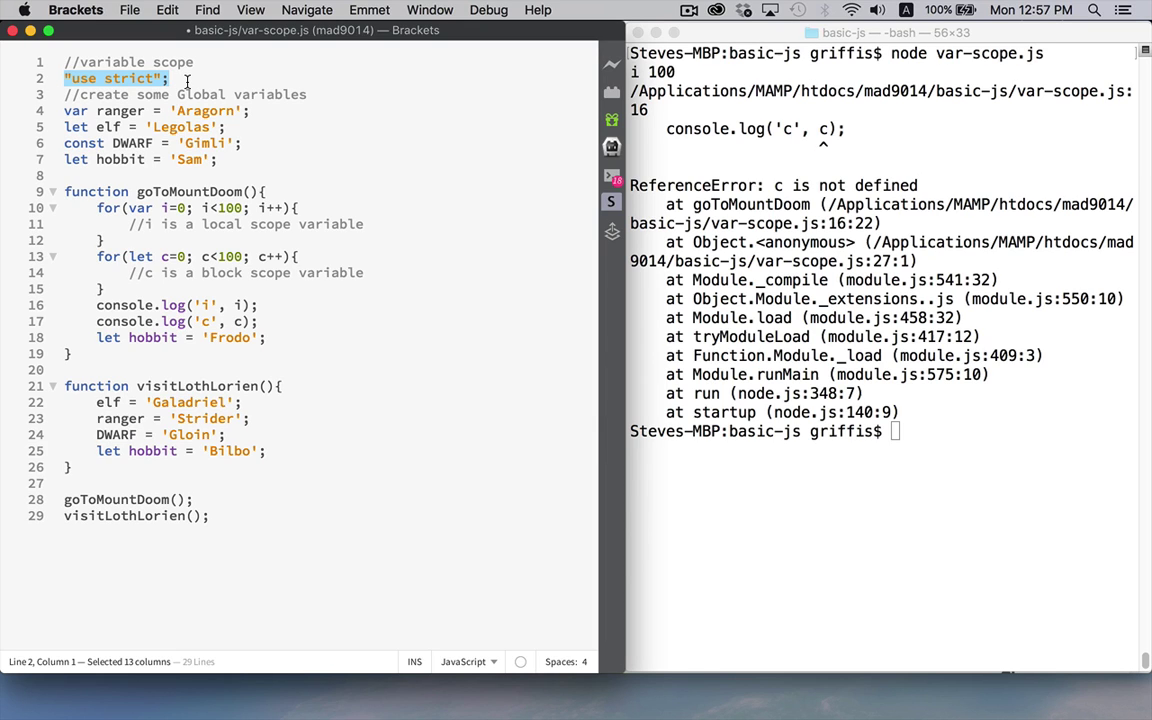 Brackets File Edit Find View Navigate Emmet Window Debug Help A 100% Mon 12:57 PM
• basic-js/var-scope.js (mad9014) — Brackets
1 //variable scope
2 "use strict";
3 //create some Global variables
4 var ranger = 'Aragorn';
5 let elf = 'Legolas';
6 const DWARF = 'Gimli';
7 let hobbit = 'Sam';
8
9 function goToMountDoom(){
10 for(var i=0; i<100; i++){
11 //i is a local scope variable
12 }
13 for(let c=0; c<100; c++){
14 //c is a block scope variable
15 }
16 console.log('i', i);
17 console.log('c', c);
18 let hobbit = 'Frodo';
19 }
20
21 function visitLothLorien(){
22 elf = 'Galadriel';
23 ranger = 'Strider';
24 DWARF = 'Gloin';
25 let hobbit = 'Bilbo';
26 }
27
28 goToMountDoom();
29 visitLothLorien();
Line 2, Column 1 — Selected 13 columns — 29 Lines INS JavaScript Spaces: 4
18
S
basic-js — -bash — 56×33
Steves-MBP:basic-js griffis$ node var-scope.js
i 100
/Applications/MAMP/htdocs/mad9014/basic-js/var-scope.js:
16
console.log('c', c);
^
ReferenceError: c is not defined
at goToMountDoom (/Applications/MAMP/htdocs/mad9014/
basic-js/var-scope.js:16:22)
at Object.<anonymous> (/Applications/MAMP/htdocs/mad
9014/basic-js/var-scope.js:27:1)
at Module._compile (module.js:541:32)
at Object.Module._extensions..js (module.js:550:10)
at Module.load (module.js:458:32)
at tryModuleLoad (module.js:417:12)
at Function.Module._load (module.js:409:3)
at Module.runMain (module.js:575:10)
at run (node.js:348:7)
at startup (node.js:140:9)
Steves-MBP:basic-js griffis$